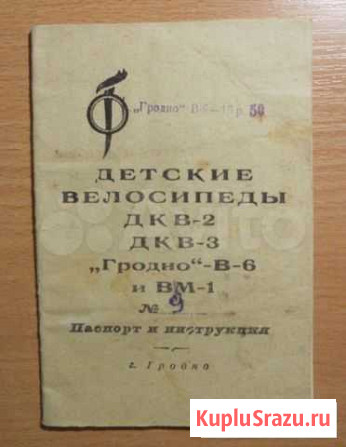 „Гродно" В-6 — 18 р. 50
ДЕТСКИЕ
ВЕЛОСИПЕДЫ
ДКВ-2
ДКВ-3
„Гродно"-В-6
и ВМ-1
№ 9
Паспорт и инструкция
г. Гродно
KupluSrazu.ru